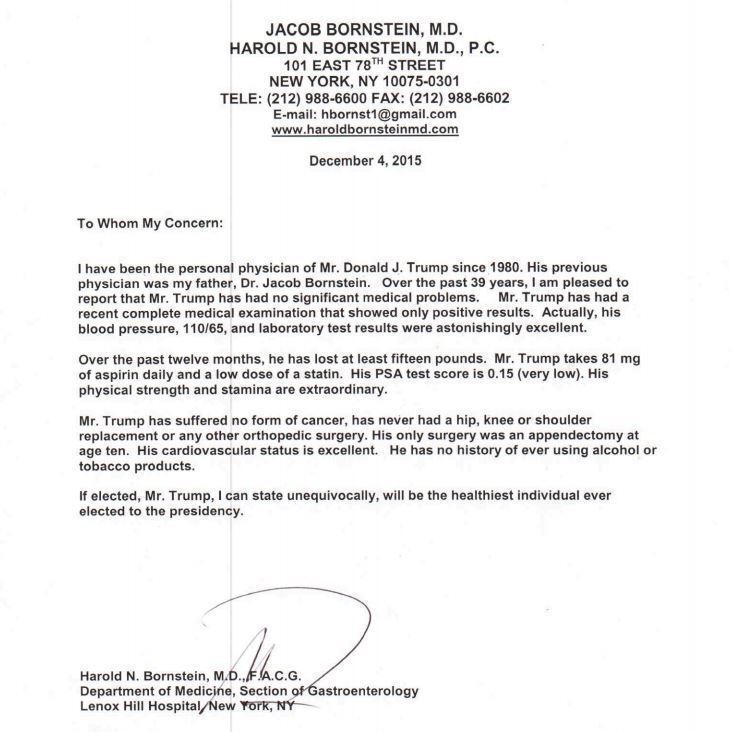 JACOB BORNSTEIN, M.D.
HAROLD N. BORNSTEIN, M.D., P.C.
101 EAST 78TH STREET
NEW YORK, NY 10075-0301
TELE: (212) 988-6600 FAX: (212) 988-6602
E-mail: hbornst1@gmail.com
www.haroldbornsteinmd.com
December 4, 2015
To Whom My Concern:
I have been the personal physician of Mr. Donald J. Trump since 1980. His previous
physician was my father, Dr. Jacob Bornstein. Over the past 39 years, I am pleased to
report that Mr. Trump has had no significant medical problems. Mr. Trump has had a
recent complete medical examination that showed only positive results. Actually, his
blood pressure, 110/65, and laboratory test results were astonishingly excellent.
Over the past twelve months, he has lost at least fifteen pounds. Mr. Trump takes 81 mg
of aspirin daily and a low dose of a statin. His PSA test score is 0.15 (very low). His
physical strength and stamina are extraordinary.
Mr. Trump has suffered no form of cancer, has never had a hip, knee or shoulder
replacement or any other orthopedic surgery. His only surgery was an appendectomy at
age ten. His cardiovascular status is excellent. He has no history of ever using alcohol or
tobacco products.
If elected, Mr. Trump, I can state unequivocally, will be the healthiest individual ever
elected to the presidency.
Harold N. Bornstein, M.D., F.A.C.G.
Department of Medicine, Section of Gastroenterology
Lenox Hill Hospital, New York, NY